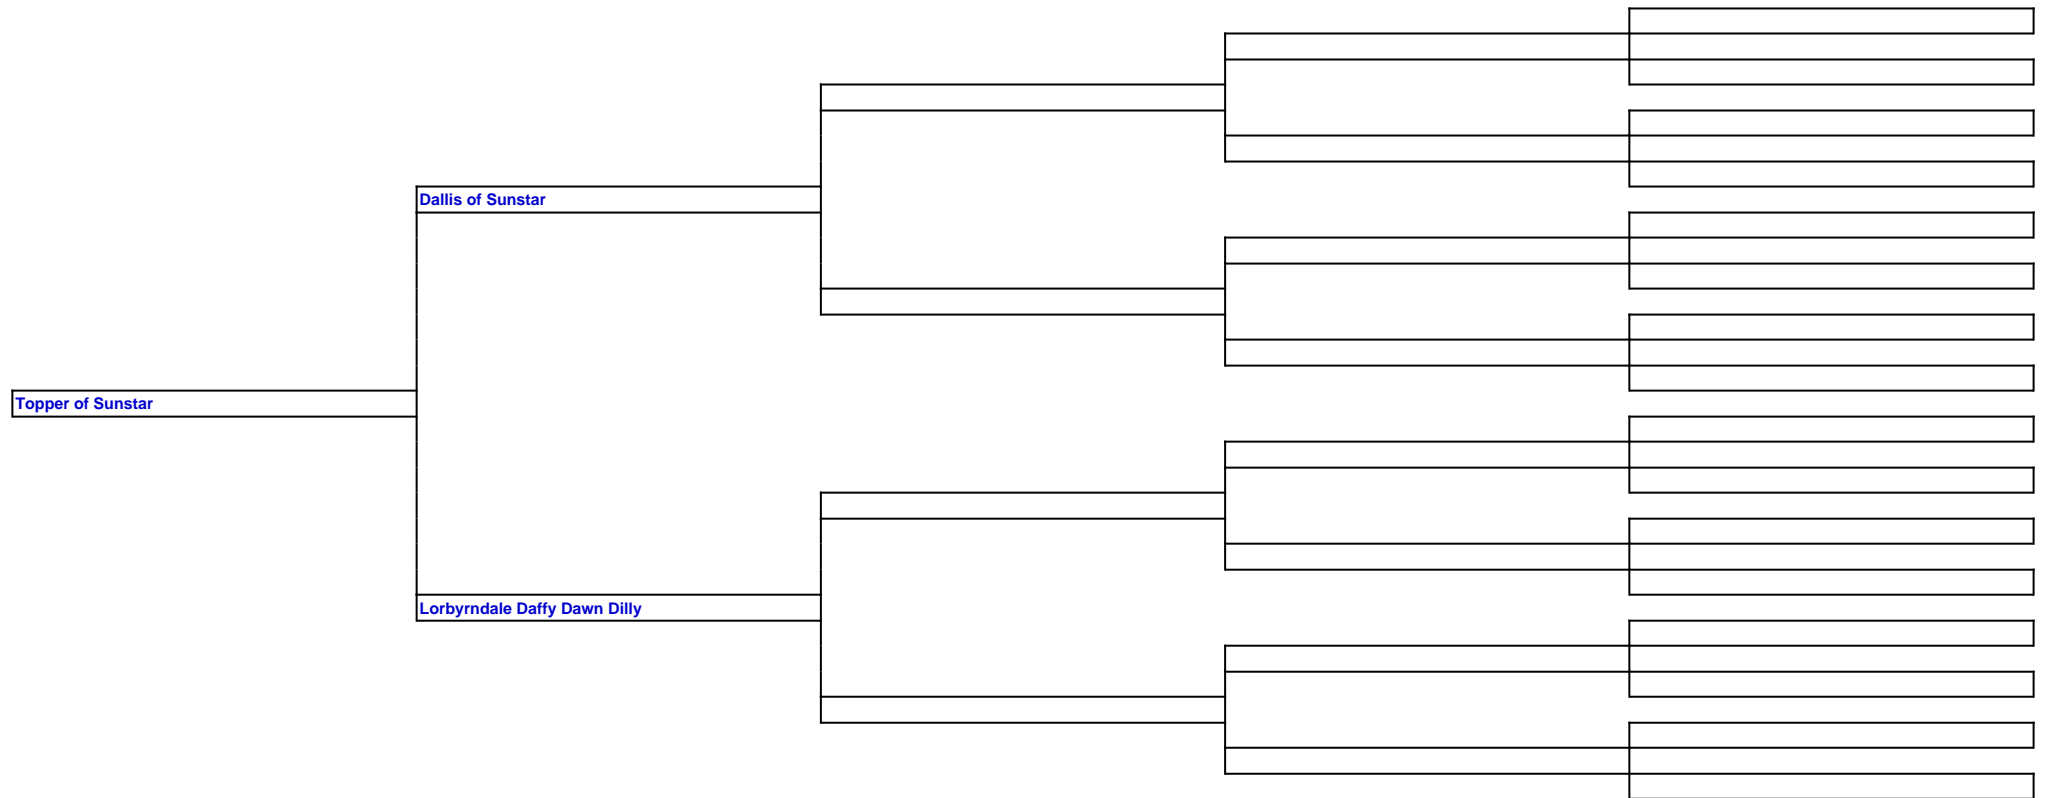 Dallis of Sunstar
Topper of Sunstar
Lorbyrndale Daffy Dawn Dilly